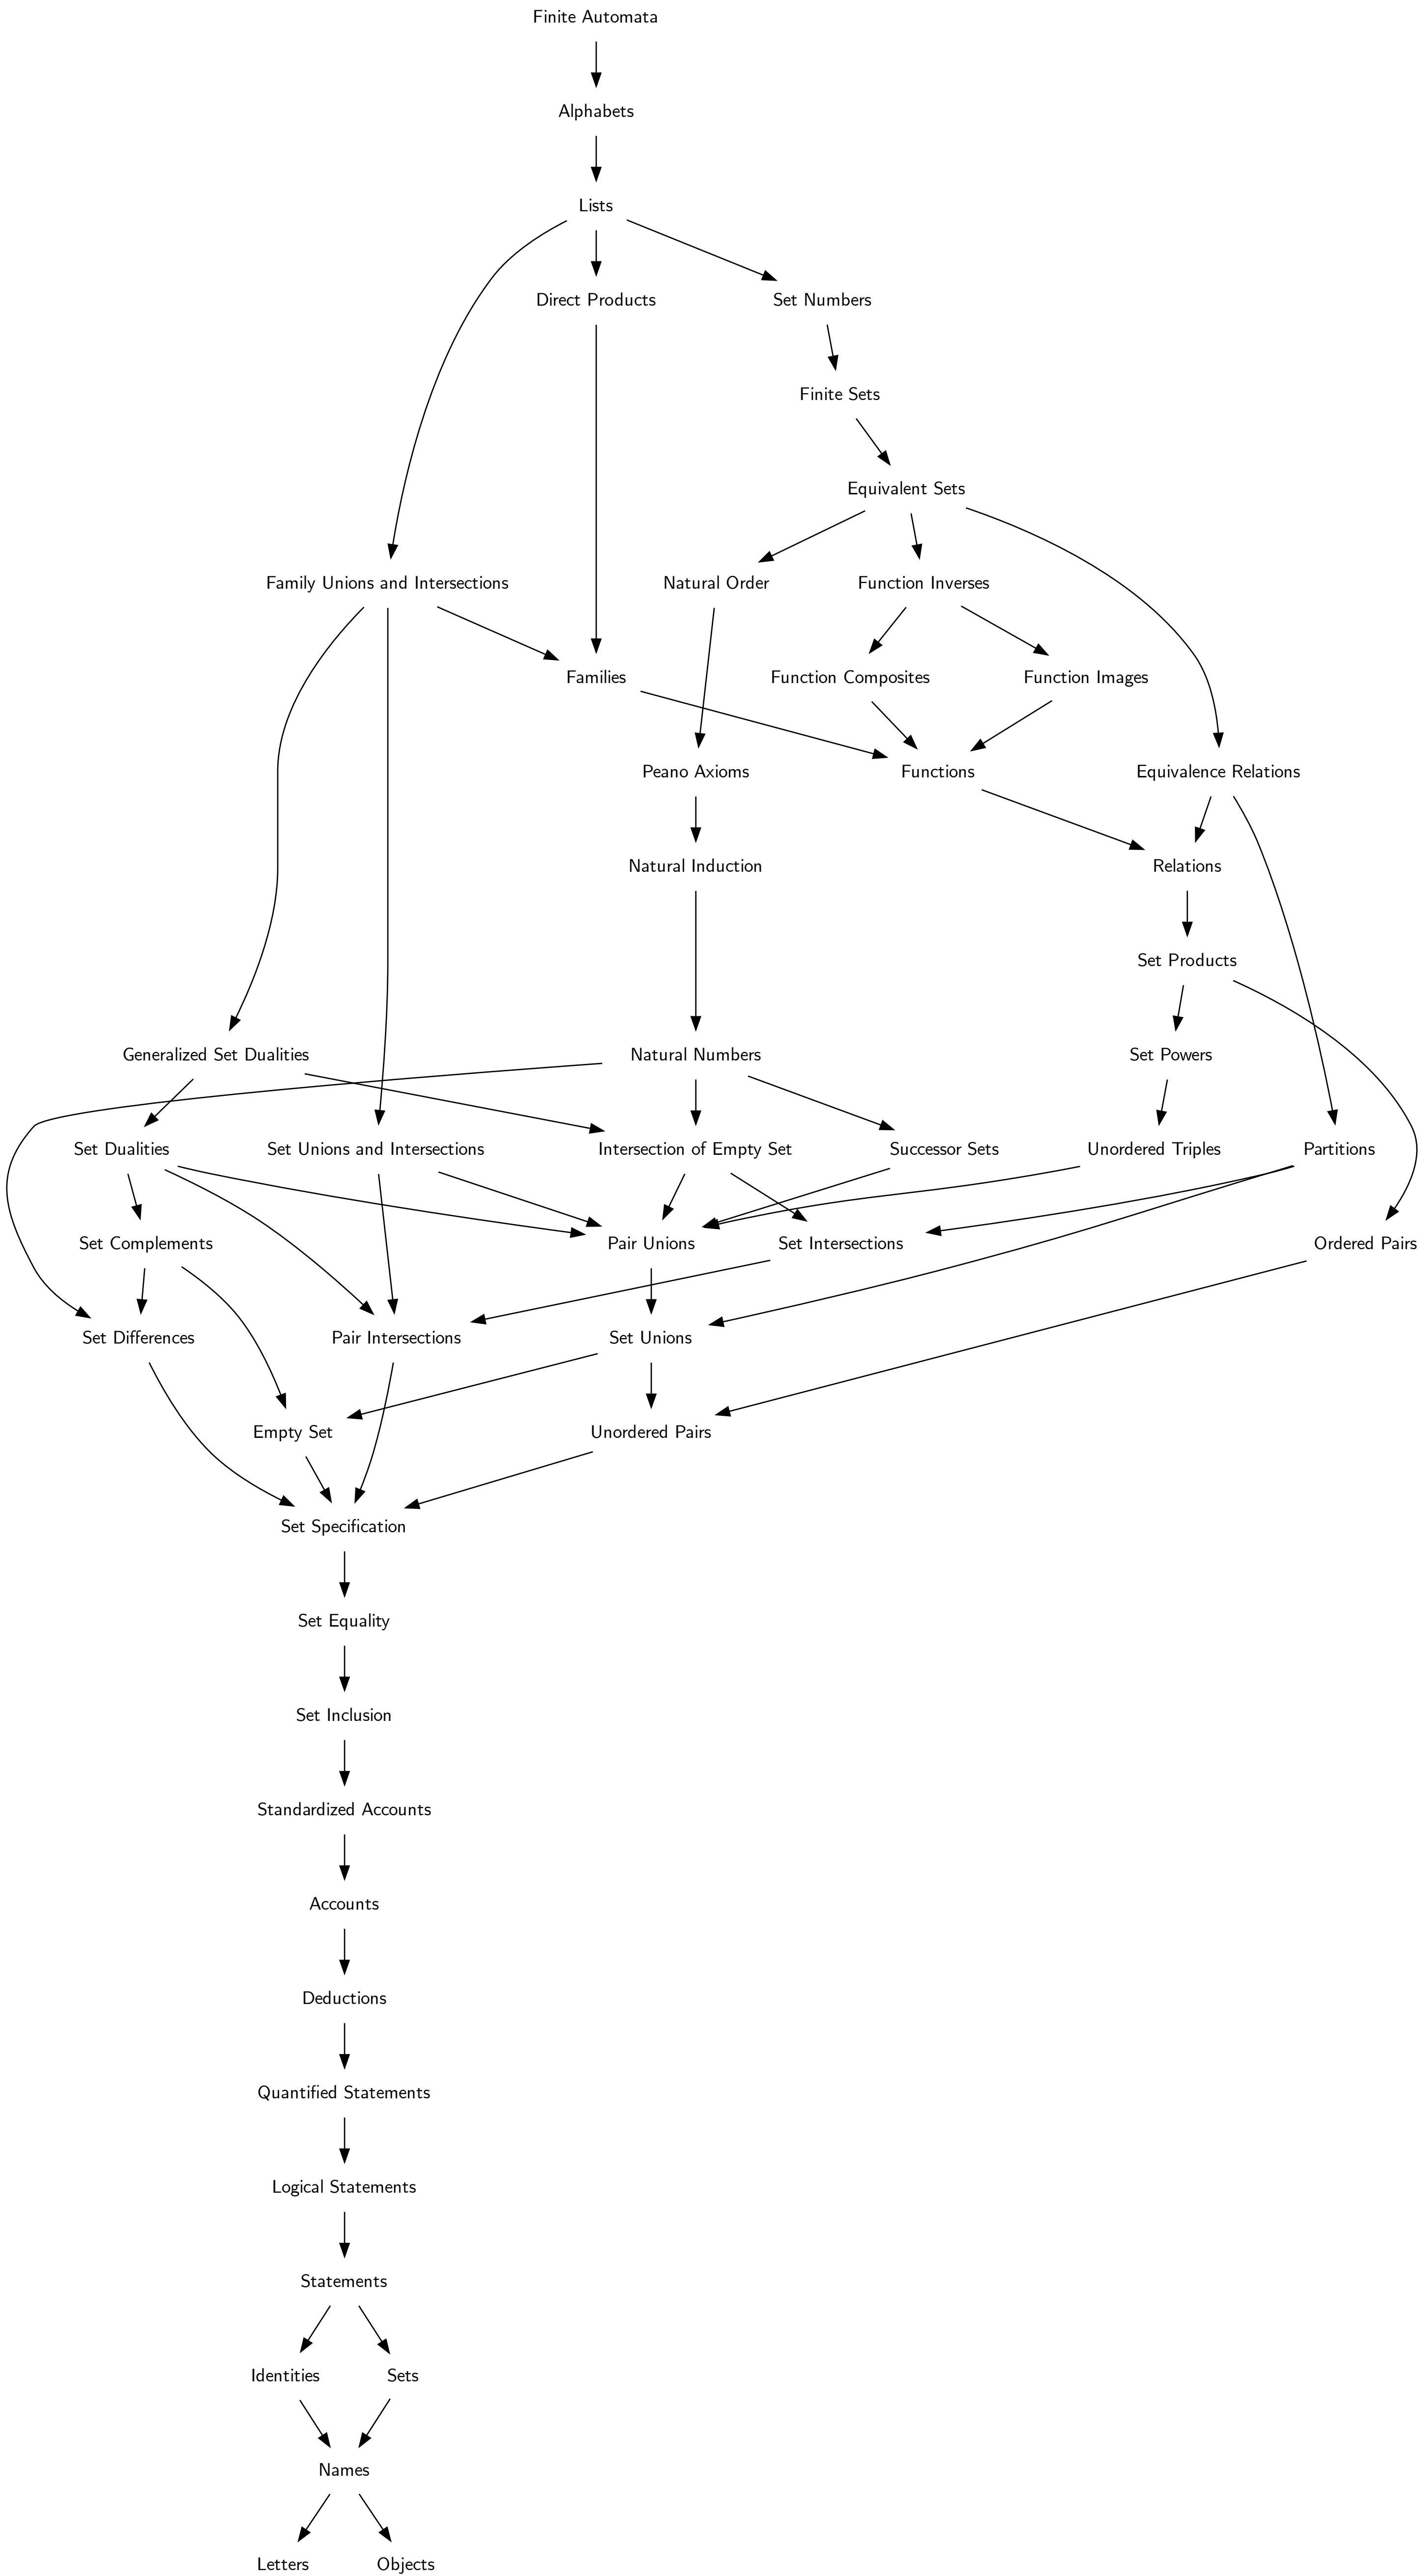 Finite Automata
Alphabets
Lists
Direct Products
Set Numbers
Finite Sets
Equivalent Sets
Family Unions and Intersections
Natural Order
Function Inverses
Families
Function Composites
Function Images
Peano Axioms
Functions
Equivalence Relations
Natural Induction
Relations
Set Products
Generalized Set Dualities
Natural Numbers
Set Powers
Set Dualities
Set Unions and Intersections
Intersection of Empty Set
Successor Sets
Unordered Triples
Partitions
Set Complements
Pair Unions
Set Intersections
Ordered Pairs
Set Differences
Pair Intersections
Set Unions
Empty Set
Unordered Pairs
Set Specification
Set Equality
Set Inclusion
Standardized Accounts
Accounts
Deductions
Quantified Statements
Logical Statements
Statements
Identities
Sets
Names
Letters
Objects